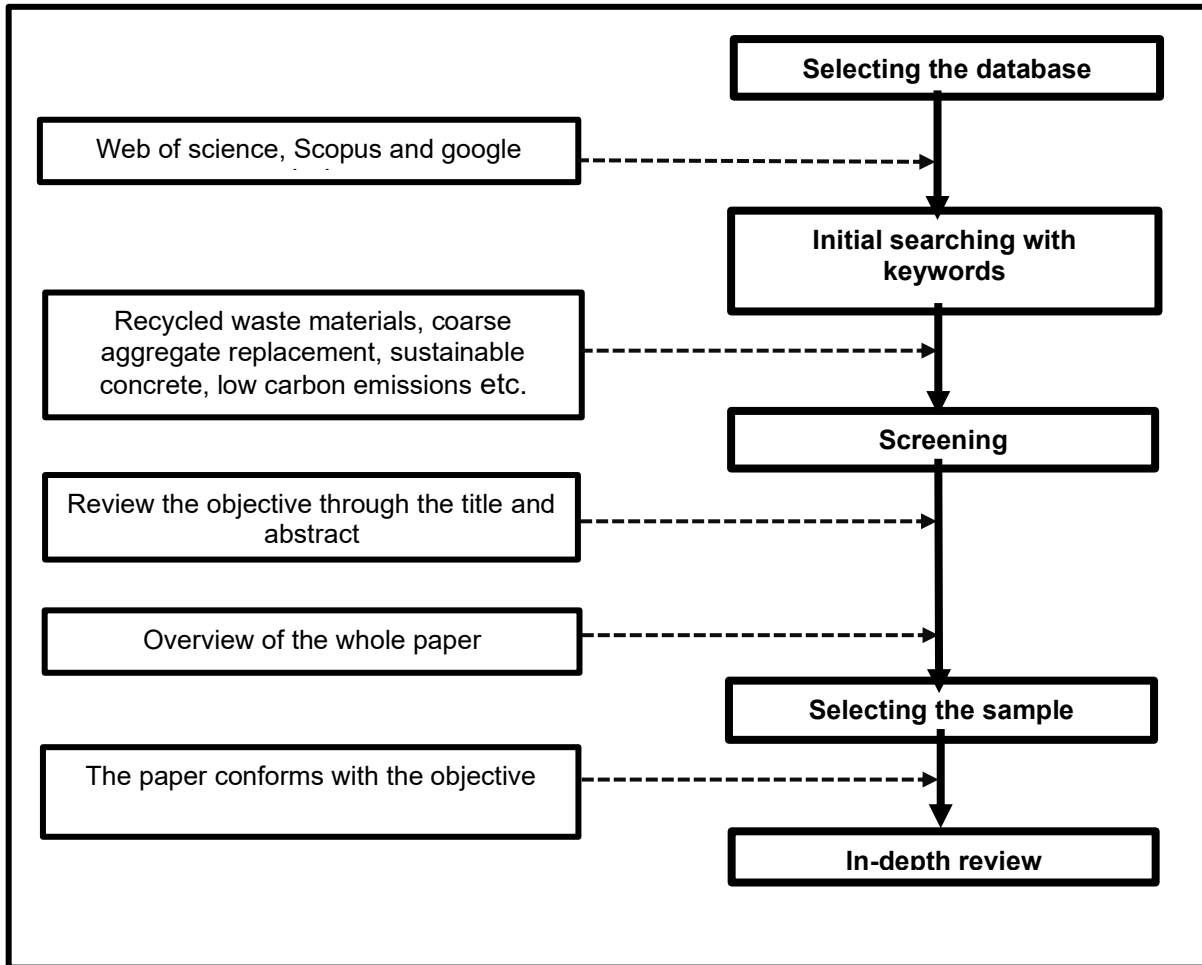 Selecting the database
Web of science, Scopus and google
Initial searching with
keywords
Recycled waste materials, coarse
aggregate replacement, sustainable
concrete, low carbon emissions etc.
Screening
Review the objective through the title and
abstract
Overview of the whole paper
Selecting the sample
The paper conforms with the objective
In-depth review